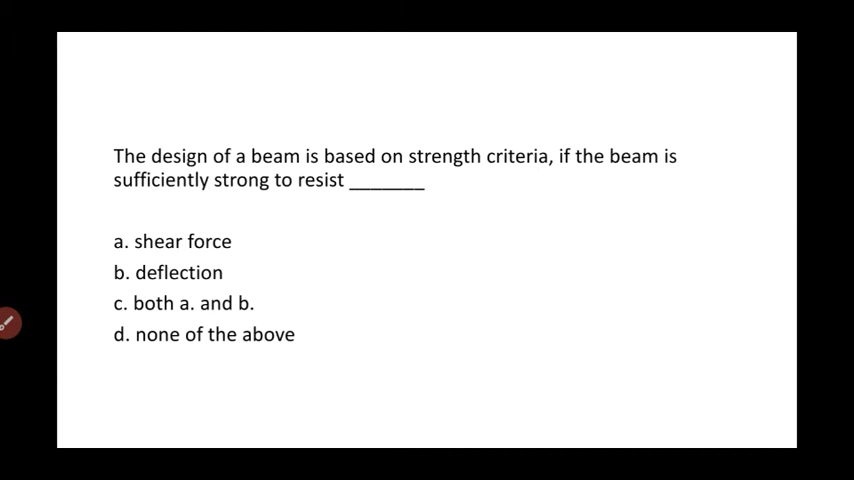 The design of a beam is based on strength criteria, if the beam is
sufficiently strong to resist _______
a. shear force
b. deflection
c. both a. and b.
d. none of the above